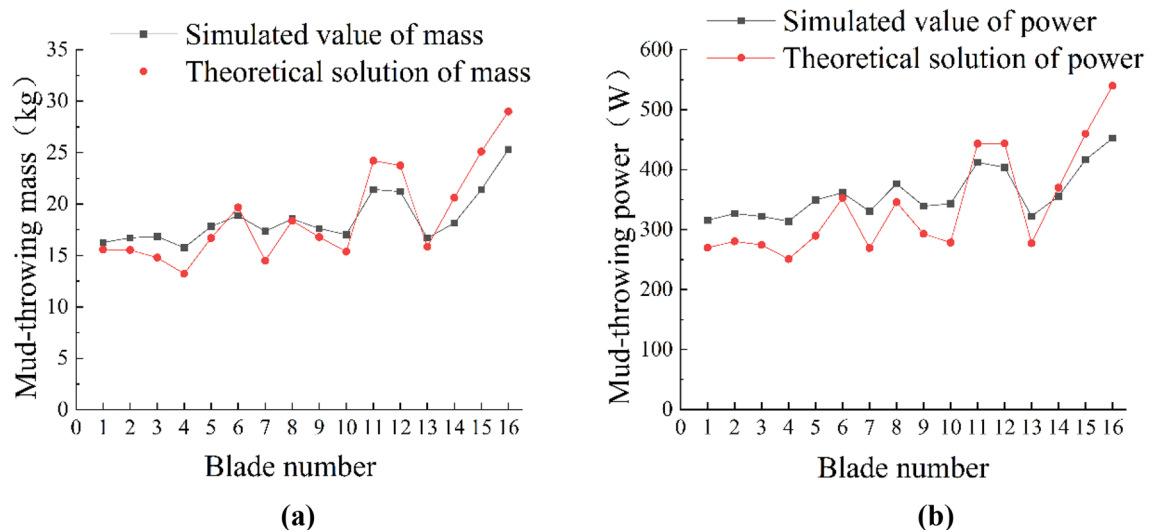 Simulated value of mass
Theoretical solution of mass
Mud-throwing mass（kg）
35
30
25
20
15
10
5
0
0 1 2 3 4 5 6 7 8 9 10 11 12 13 14 15 16
Blade number
(a)
Simulated value of power
Theoretical solution of power
Mud-throwing power（W）
600
500
400
300
200
100
0
0 1 2 3 4 5 6 7 8 9 10 11 12 13 14 15 16
Blade number
(b)